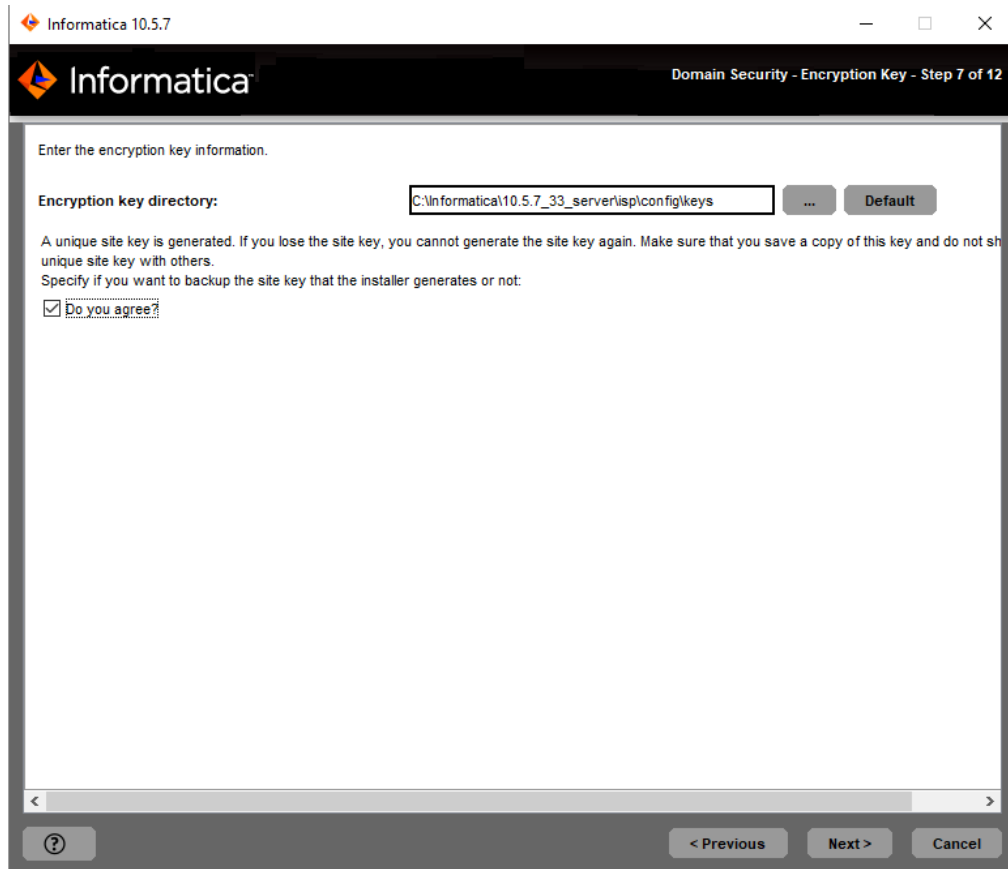 Informatica 10.5.7
Informatica
Domain Security - Encryption Key - Step 7 of 12
Enter the encryption key information.
Encryption key directory:
C:\Informatica\10.5.7_33_server\isp\config\keys
...
Default
A unique site key is generated. If you lose the site key, you cannot generate the site key again. Make sure that you save a copy of this key and do not sh
unique site key with others.
Specify if you want to backup the site key that the installer generates or not:
Do you agree?
?
< Previous
Next >
Cancel